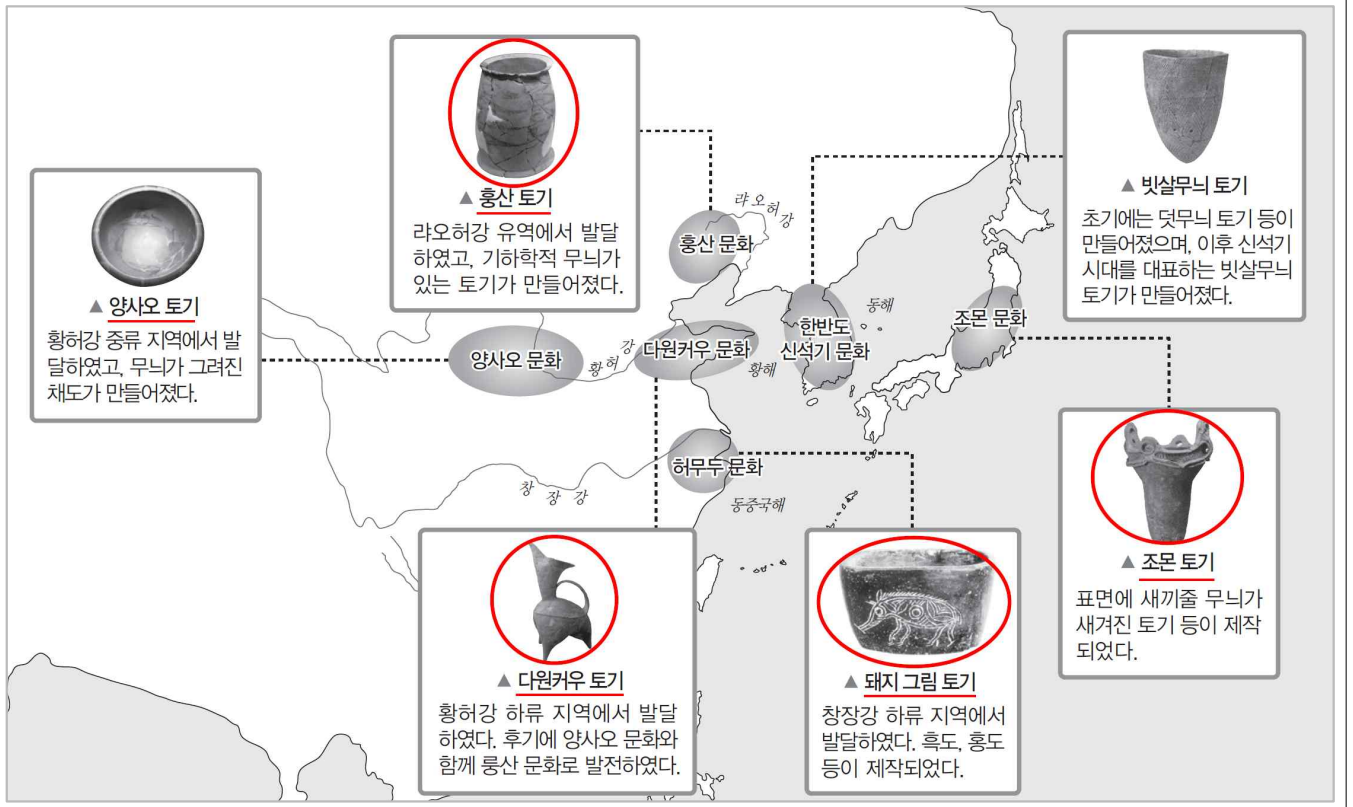 ▲ 훙산 토기
랴오허강 유역에서 발달
하였고, 기하학적 무늬가
있는 토기가 만들어졌다.
▲ 빗살무늬 토기
초기에는 덧무늬 토기 등이
만들어졌으며, 이후 신석기
시대를 대표하는 빗살무늬
토기가 만들어졌다.
▲ 양사오 토기
황허강 중류 지역에서 발
달하였고, 무늬가 그려진
채도가 만들어졌다.
랴오허강
훙산 문화
동해
조몬 문화
한반도
신석기 문화
양사오 문화
황허강
다원커우 문화
황해
허무두 문화
창장강
동중국해
▲ 조몬 토기
표면에 새끼줄 무늬가
새겨진 토기 등이 제작
되었다.
▲ 다원커우 토기
황허강 하류 지역에서 발달
하였다. 후기에 양사오 문화와
함께 룽산 문화로 발전하였다.
▲ 돼지 그림 토기
창장강 하류 지역에서
발달하였다. 흑도, 홍도
등이 제작되었다.